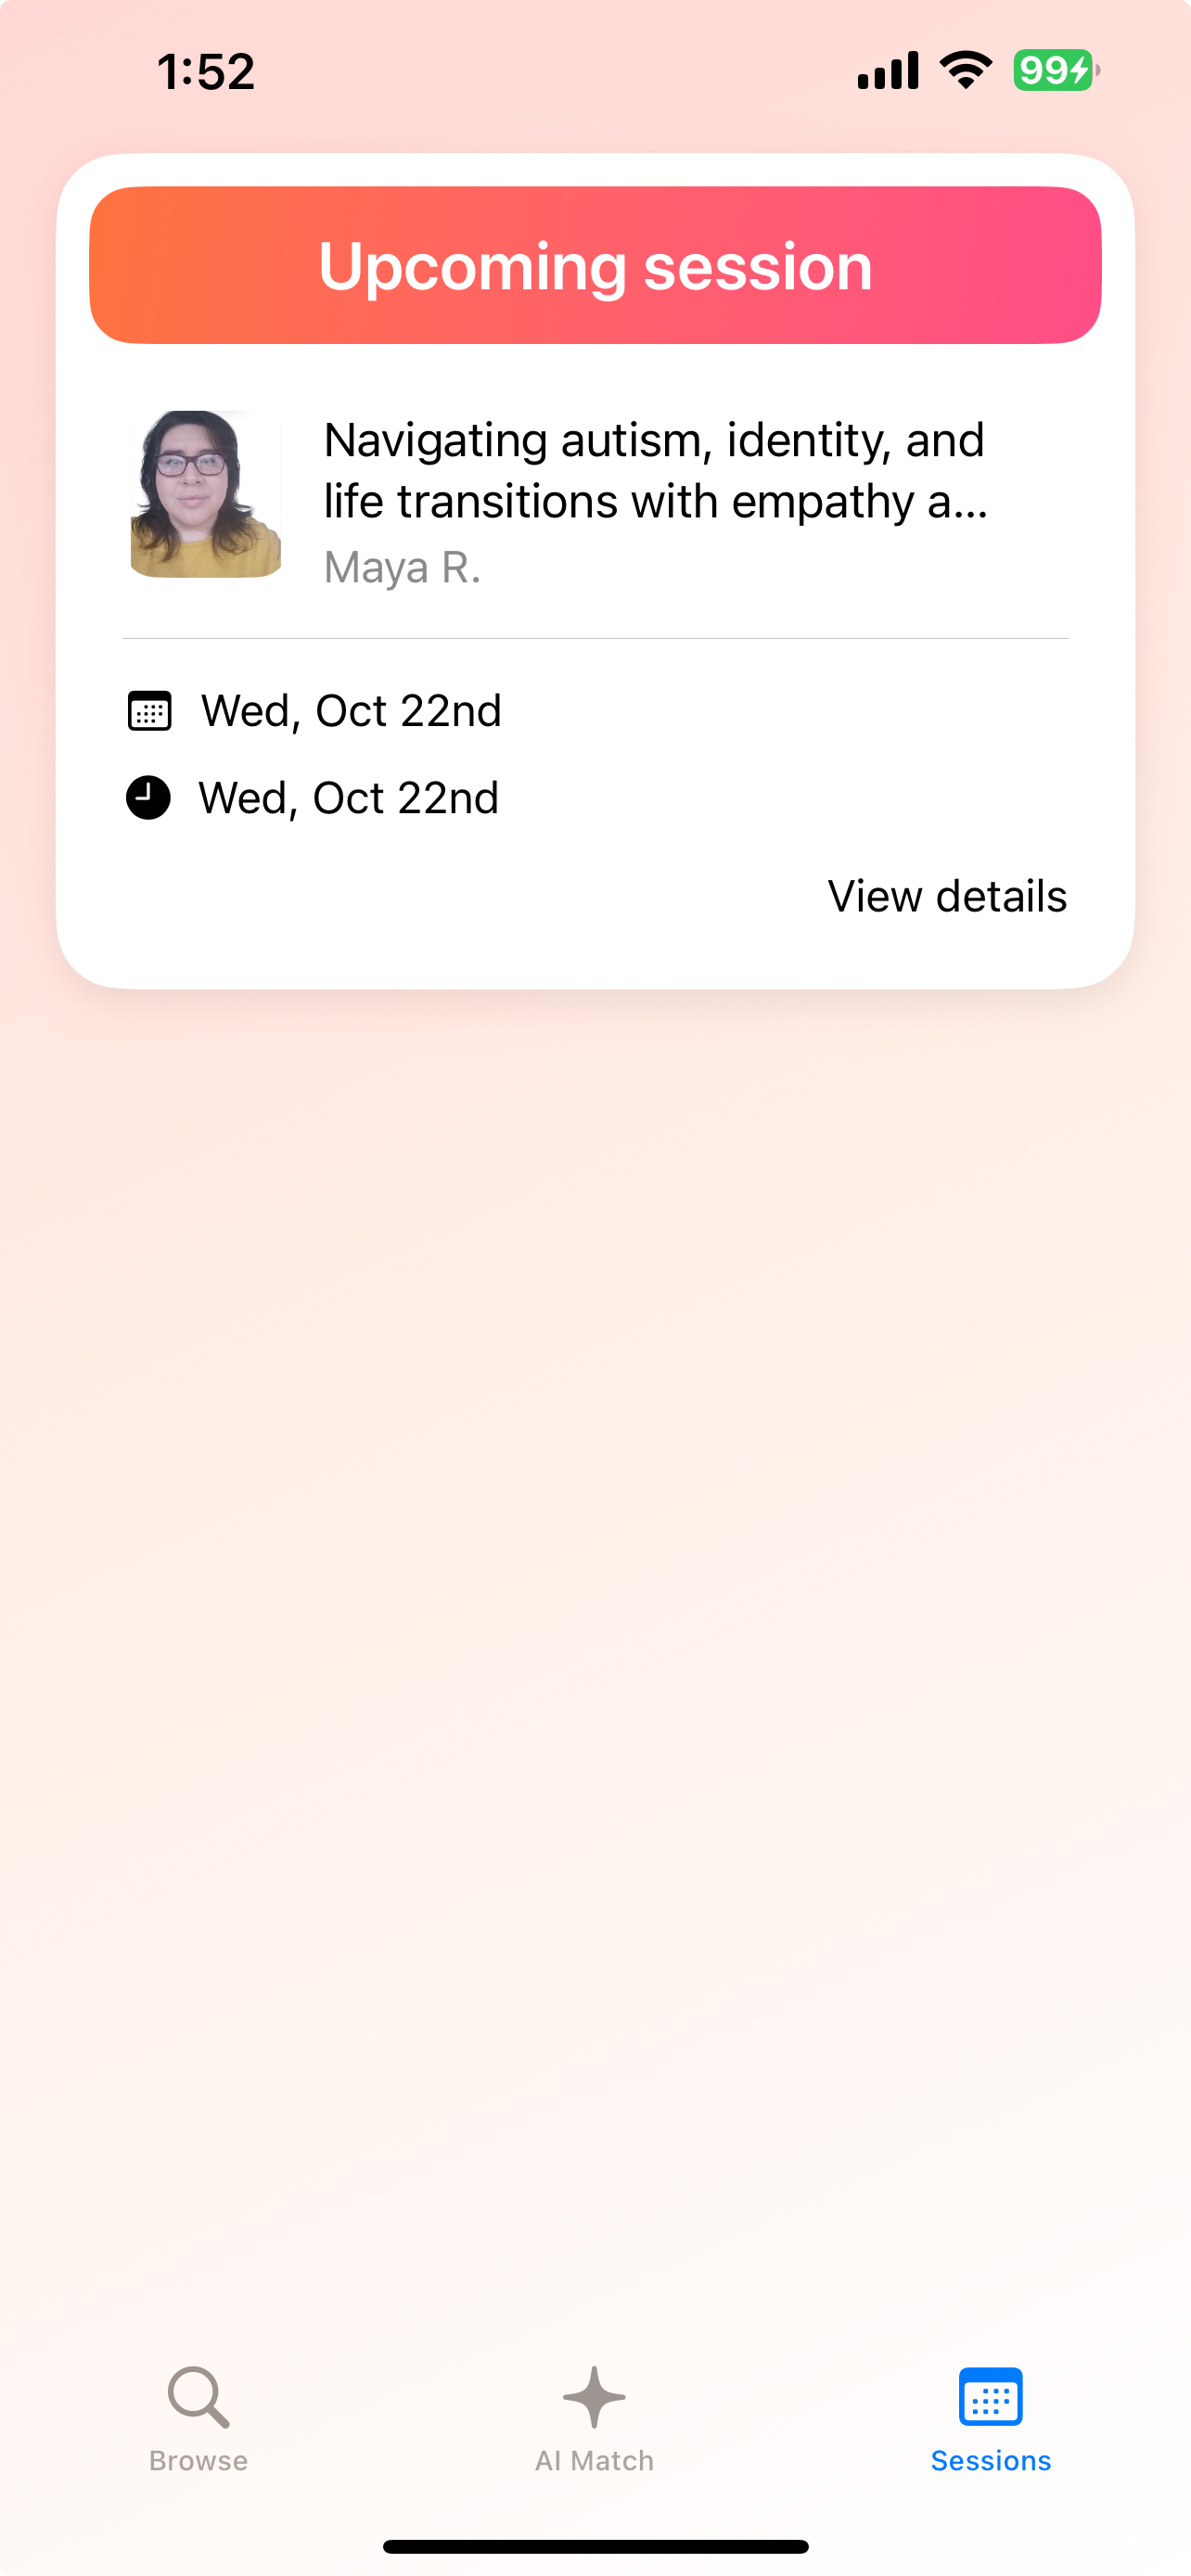 1:52
99
Upcoming session
Navigating autism, identity, and
life transitions with empathy a...
Maya R.
Wed, Oct 22nd
Wed, Oct 22nd
View details
Browse
AI Match
Sessions